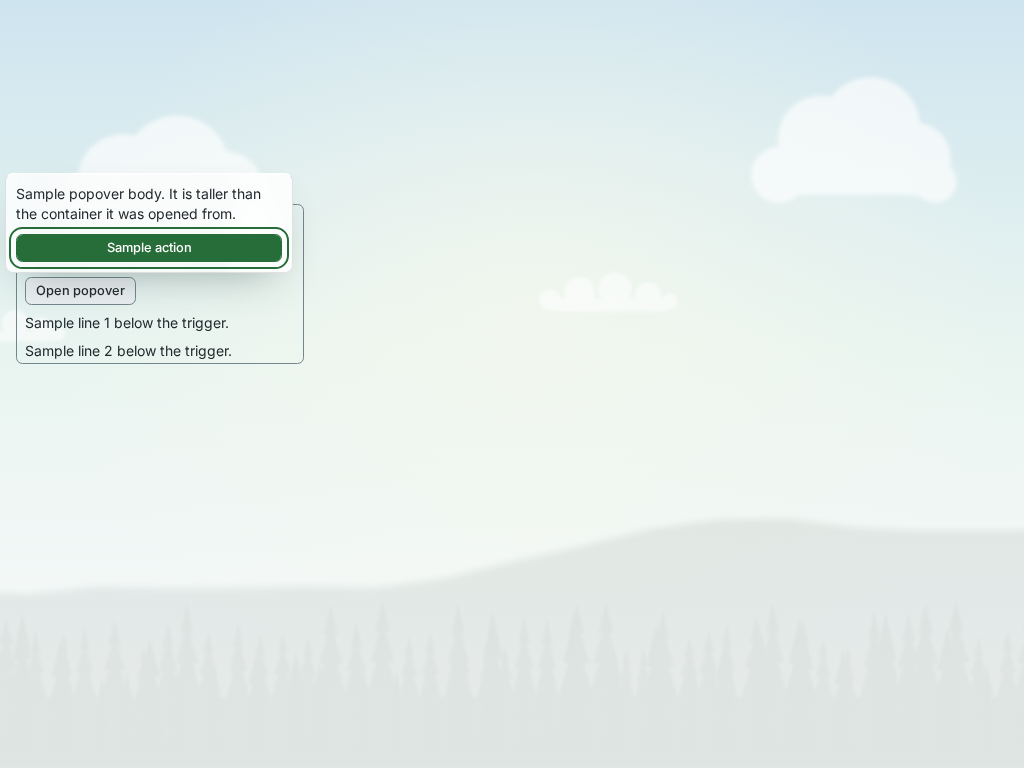 Sample popover body. It is taller than
the container it was opened from.
Sample action
Open popover
Sample line 1 below the trigger.
Sample line 2 below the trigger.